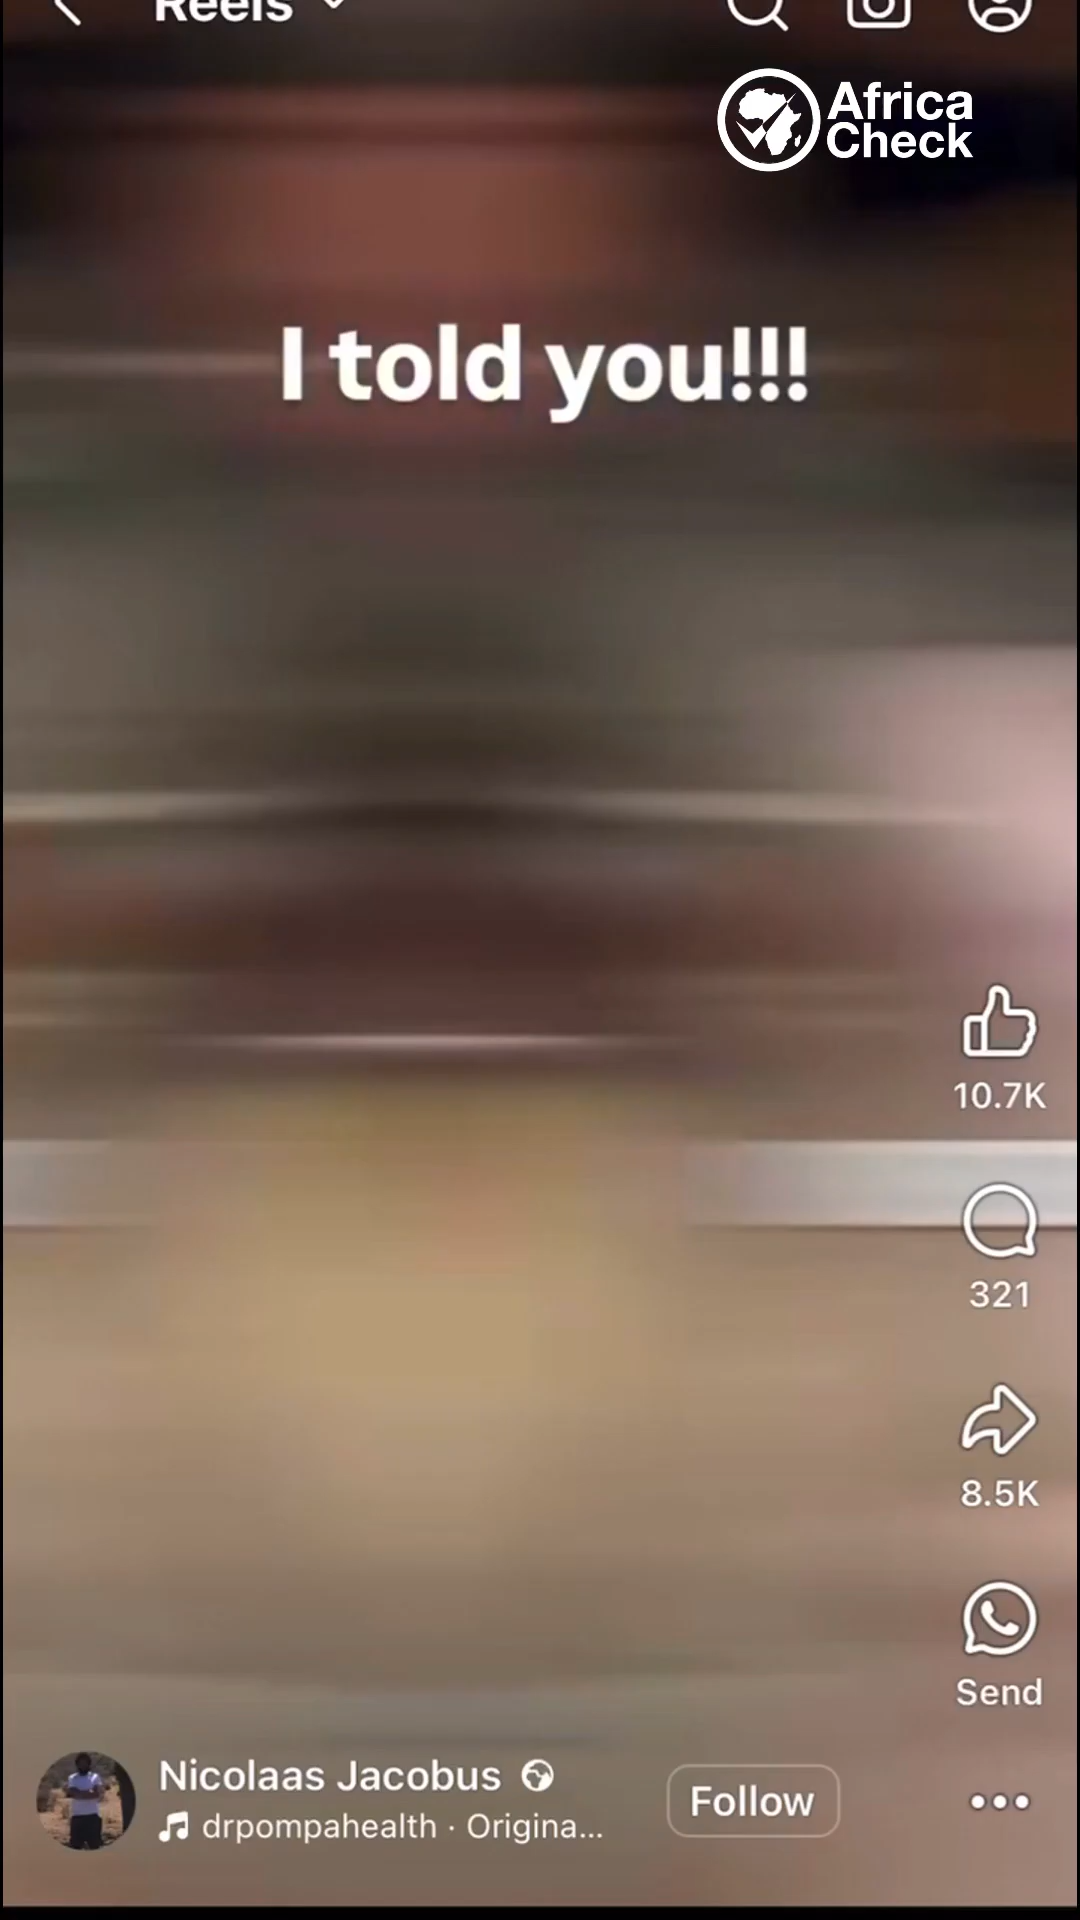 Reels
Africa
Check
I told you!!!
10.7K
321
8.5K
Send
Nicolaas Jacobus
drpompahealth · Origina...
Follow